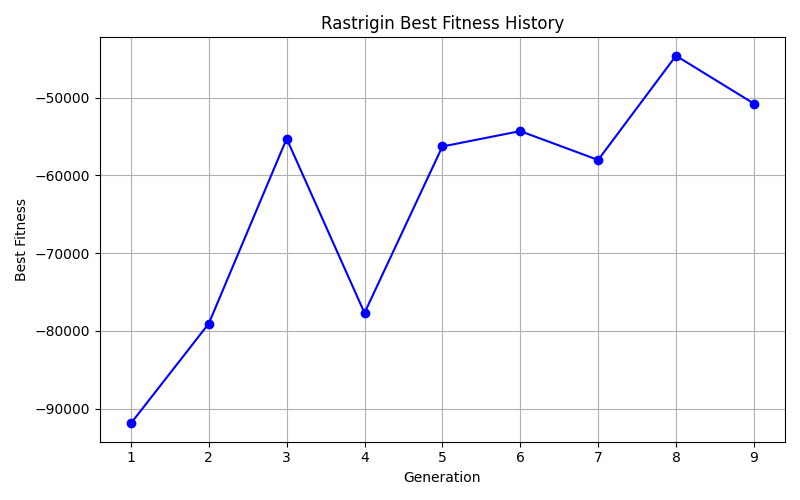 Rastrigin Best Fitness History
Best Fitness
−50000
−60000
−70000
−80000
−90000
1 2 3 4 5 6 7 8 9
Generation